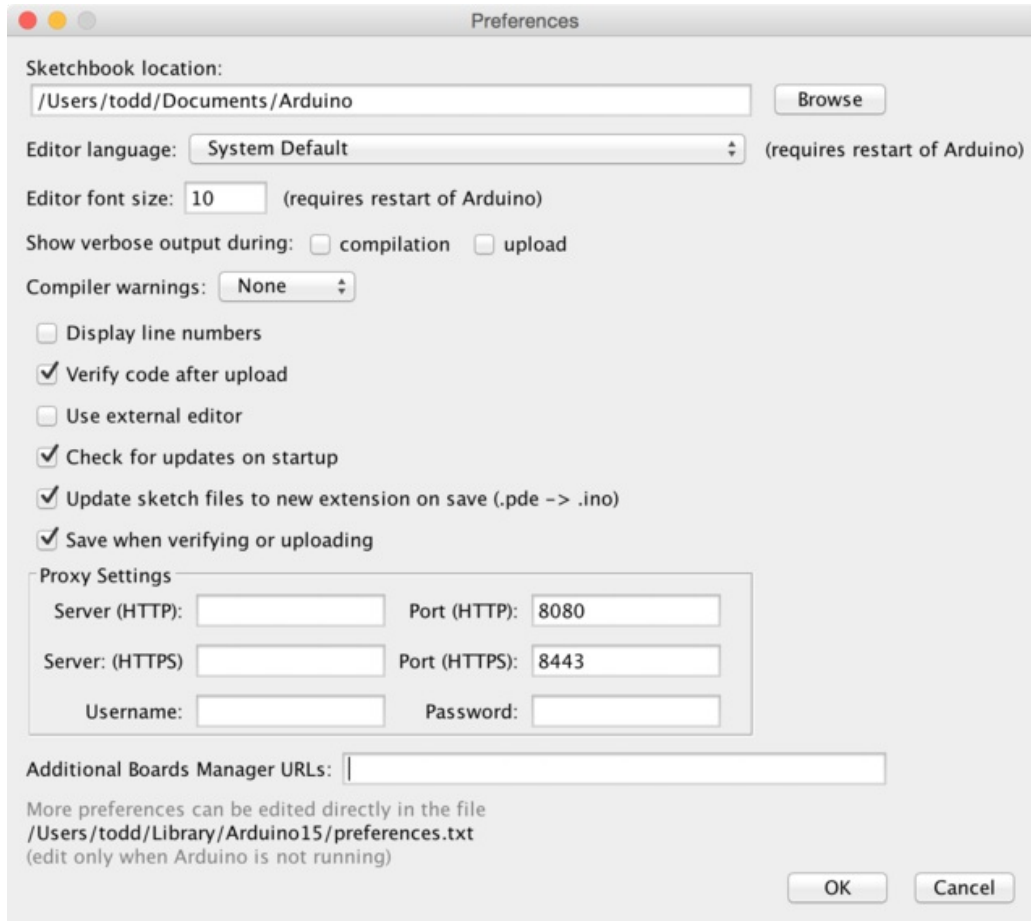 Preferences
Sketchbook location:
/Users/todd/Documents/Arduino Browse
Editor language: System Default (requires restart of Arduino)
Editor font size: 10 (requires restart of Arduino)
Show verbose output during: compilation upload
Compiler warnings: None
Display line numbers
Verify code after upload
Use external editor
Check for updates on startup
Update sketch files to new extension on save (.pde -> .ino)
Save when verifying or uploading
Proxy Settings
Server (HTTP): Port (HTTP): 8080
Server: (HTTPS) Port (HTTPS): 8443
Username: Password:
Additional Boards Manager URLs:
More preferences can be edited directly in the file
/Users/todd/Library/Arduino15/preferences.txt
(edit only when Arduino is not running)
OK Cancel